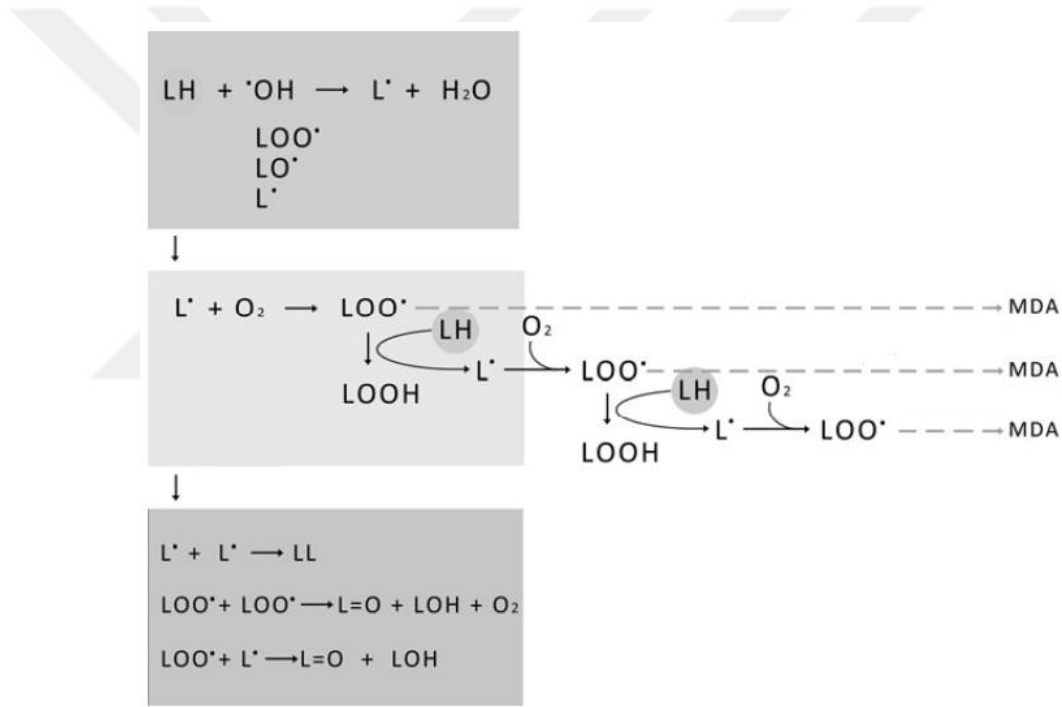 LH + •OH → L• + H₂O
LOO•
LO•
L•
L• + O₂ → LOO• MDA
LH O₂
L• → LOO• MDA
LOOH LH O₂
L• → LOO• MDA
LOOH
L• + L• → LL
LOO• + LOO• → L=O + LOH + O₂
LOO• + L• → L=O + LOH